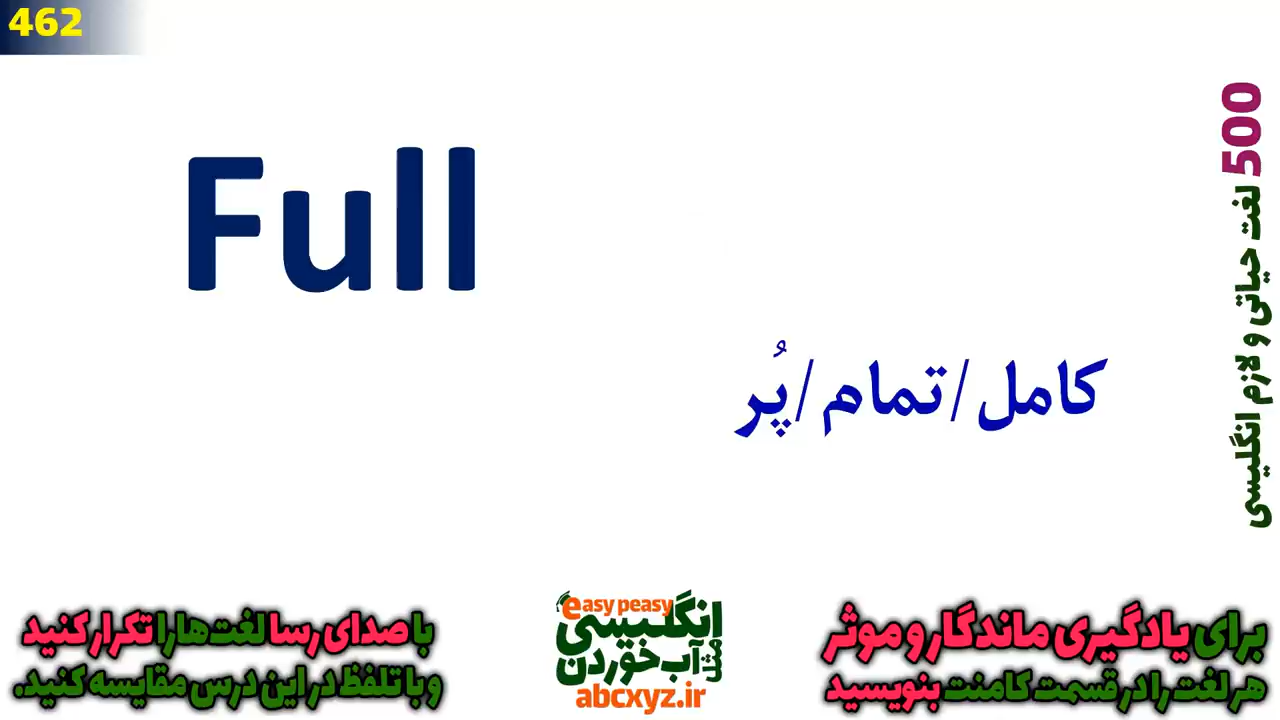 462
Full
کامل/تمام/پُر
500 لغت حیاتی و لازم انگلیسی
برای یادگیری ماندگار و موثر
هر لغت را در قسمت کامنت بنویسید
easy peasy
انگلیسی
مثل آب خوردن
abcxyz.ir
با صدای رسا لغت‌ها را تکرار کنید
و با تلفظ در این درس مقایسه کنید.